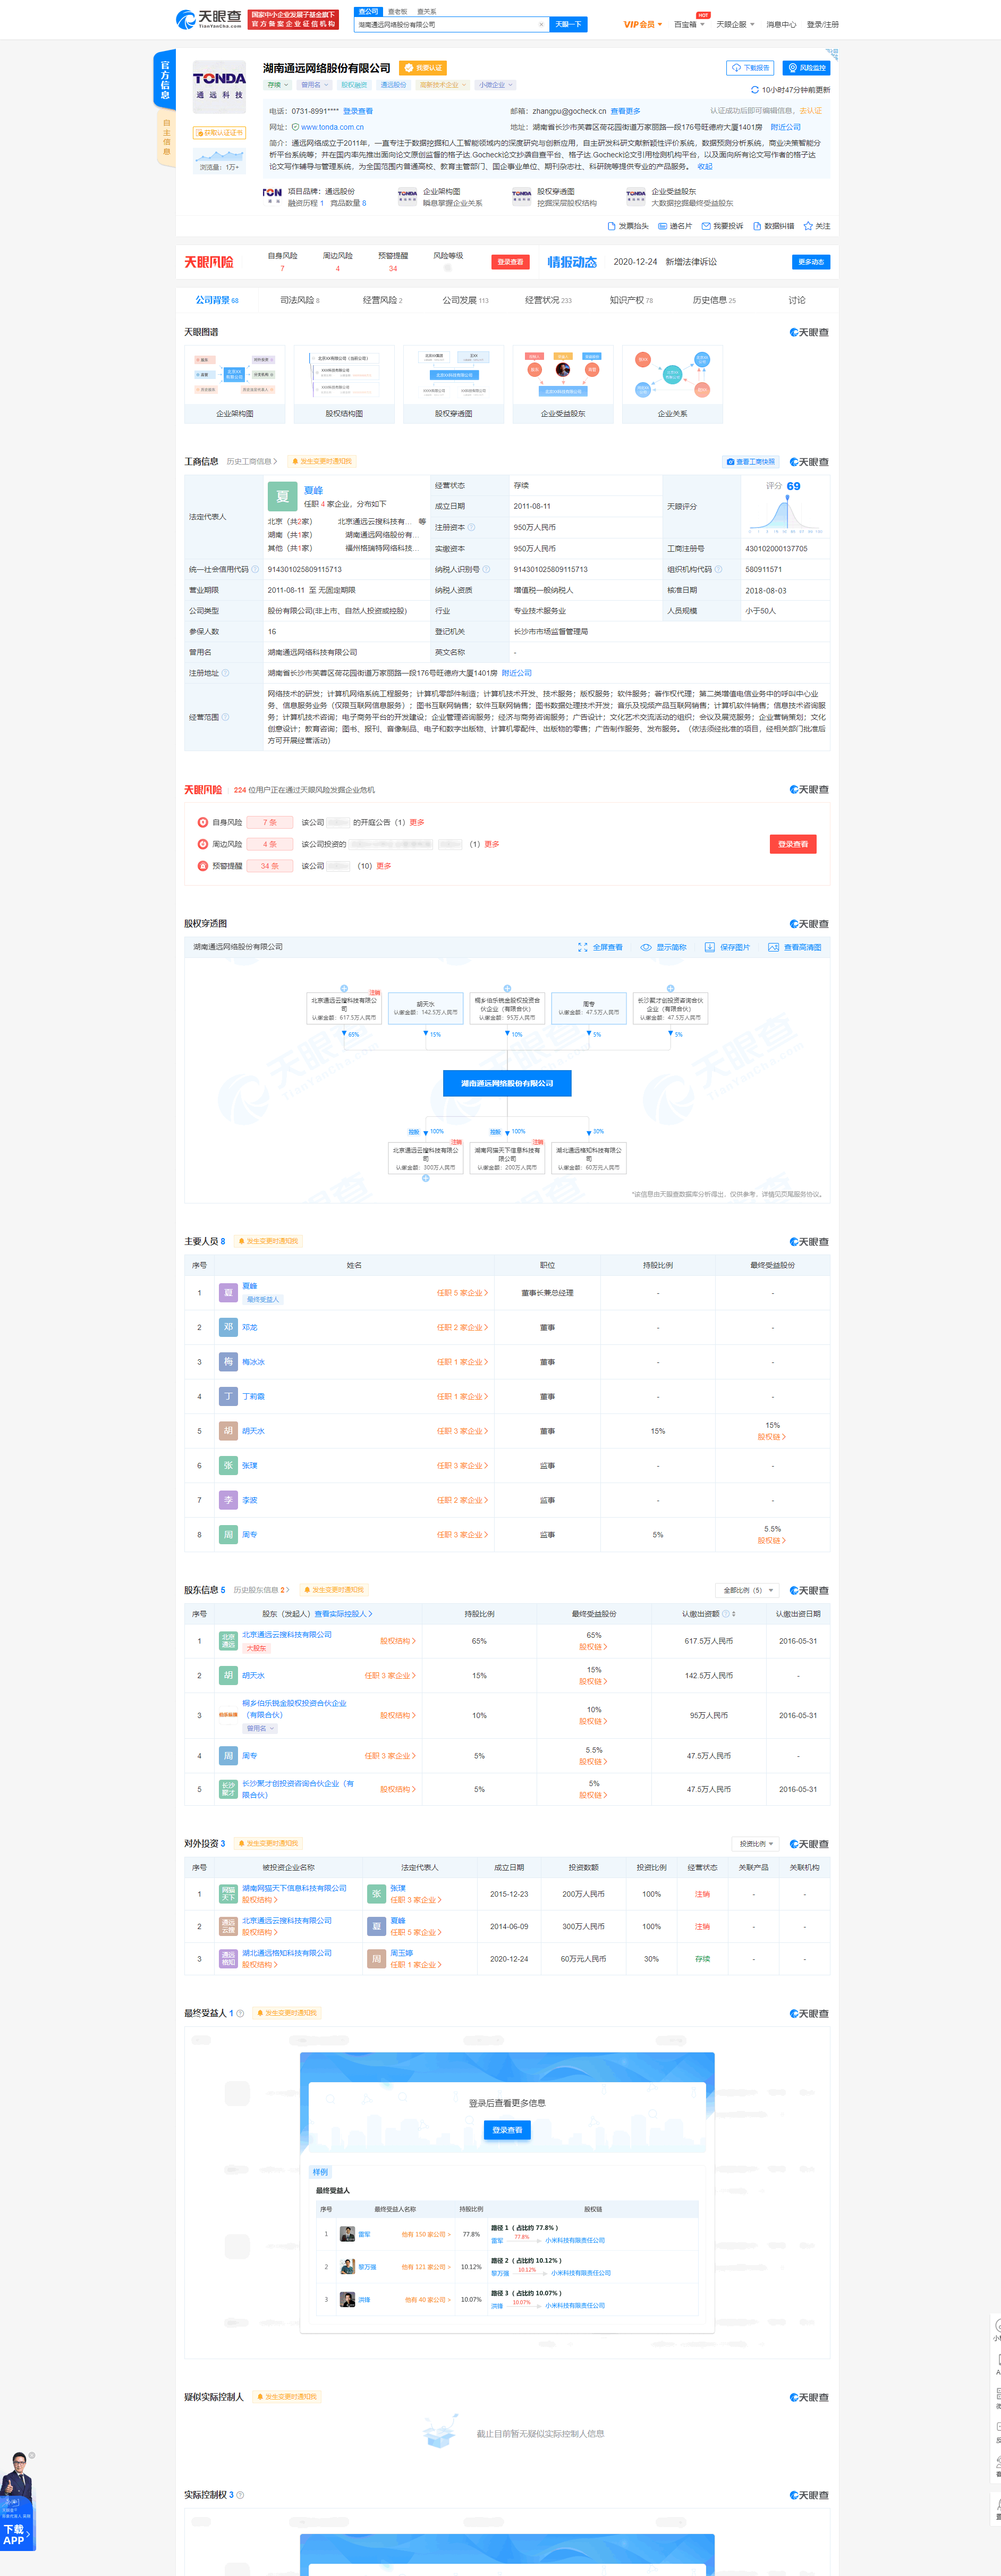 天眼查
TianYanCha.com
国家中小企业发展子基金旗下
官方备案企业征信机构
查公司 查老板 查关系
湖南通远网络股份有限公司
天眼一下
VIP会员 百宝箱 HOT 天眼企服 消息中心 登录/注册
官方信息
自主信息
TONDA
通远科技
获取认证证书
浏览量：1万+
湖南通远网络股份有限公司 我要认证
下载报告 风险监控
存续 曾用名 股权融资 通远股份 高新技术企业 小微企业
10小时47分钟前更新
电话：0731-8991**** 登录查看
邮箱：zhangpu@gocheck.cn 查看更多
认证成功后即可编辑信息，去认证
网址：www.tonda.com.cn
地址：湖南省长沙市芙蓉区荷花园街道万家丽路一段176号旺德府大厦1401房 附近公司
简介：通远网络成立于2011年，一直专注于数据挖掘和人工智能领域内的深度研究与创新应用，自主研发科研文献新颖性评价系统，数据预测分析系统，商业决策智能分
析平台系统等；并在国内率先推出面向论文原创监督的格子达.Gocheck论文抄袭自查平台、格子达.Gocheck论文引用检测机构平台，以及面向所有论文写作者的格子达
论文写作辅导与管理系统，为全国范围内普通高校、教育主管部门、国企事业单位、期刊杂志社、科研院等提供专业的产品服务。 收起
项目品牌：通远股份
融资历程 1 竞品数量 8
企业架构图
瞬息掌握企业关系
股权穿透图
挖掘深层股权结构
企业受益股东
大数据挖掘最终受益股东
发票抬头 递名片 我要投诉 数据纠错 关注
天眼风险
自身风险 7
周边风险 4
预警提醒 34
风险等级
登录查看
情报动态
2020-12-24 新增法律诉讼
更多动态
公司背景 68 司法风险 8 经营风险 2 公司发展 113 经营状况 233 知识产权 78 历史信息 25 讨论
天眼图谱
天眼查
企业架构图 股权结构图 股权穿透图 企业受益股东 企业关系
工商信息 历史工商信息 发生变更时通知我
查看工商快照 天眼查
法定代表人
夏 夏峰
任职 4 家企业，分布如下
北京（共2家） 北京通远云搜科技有... 等
湖南（共1家） 湖南通远网络股份有...
其他（共1家） 福州格瑞特网络科技...
经营状态 存续
天眼评分 评分 69
成立日期 2011-08-11
注册资本 950万人民币
实缴资本 950万人民币
工商注册号 430102000137705
统一社会信用代码 914301025809115713 纳税人识别号 914301025809115713 组织机构代码 580911571
营业期限 2011-08-11 至 无固定期限 纳税人资质 增值税一般纳税人 核准日期 2018-08-03
公司类型 股份有限公司(非上市、自然人投资或控股) 行业 专业技术服务业 人员规模 小于50人
参保人数 16 登记机关 长沙市市场监督管理局
曾用名 湖南通远网络科技有限公司 英文名称 -
注册地址 湖南省长沙市芙蓉区荷花园街道万家丽路一段176号旺德府大厦1401房 附近公司
经营范围
网络技术的研发；计算机网络系统工程服务；计算机零部件制造；计算机技术开发、技术服务；版权服务；软件服务；著作权代理；第二类增值电信业务中的呼叫中心业
务、信息服务业务（仅限互联网信息服务）；图书互联网销售；软件互联网销售；图书数据处理技术开发；音乐及视频产品互联网销售；计算机软件销售；信息技术咨询服
务；计算机技术咨询；电子商务平台的开发建设；企业管理咨询服务；经济与商务咨询服务；广告设计；文化艺术交流活动的组织；会议及展览服务；企业营销策划；文化
创意设计；教育咨询；图书、报刊、音像制品、电子和数字出版物、计算机零配件、出版物的零售；广告制作服务、发布服务。（依法须经批准的项目，经相关部门批准后
方可开展经营活动）
天眼风险 224 位用户正在通过天眼风险发掘企业危机
天眼查
自身风险 7 条 该公司 的开庭公告（1）更多
周边风险 4 条 该公司投资的 （1）更多
登录查看
预警提醒 34 条 该公司 （10）更多
股权穿透图
天眼查
湖南通远网络股份有限公司
全屏查看 显示简称 保存图片 查看高清图
注销
北京通远云搜科技有限公司
认缴金额：617.5万人民币
胡天水
认缴金额：142.5万人民币
桐乡伯乐锐金股权投资合伙企业（有限合伙）
认缴金额：95万人民币
周专
认缴金额：47.5万人民币
长沙聚才创投资咨询合伙企业（有限合伙）
认缴金额：47.5万人民币
65% 15% 10% 5% 5%
湖南通远网络股份有限公司
控股 100% 控股 100% 30%
注销 注销
北京通远云搜科技有限公司
认缴金额：300万人民币
湖南网猫天下信息科技有限公司
认缴金额：200万人民币
湖北通远格知科技有限公司
认缴金额：60万元人民币
*该信息由天眼查数据库分析得出，仅供参考，详情见页尾服务协议。
主要人员 8 发生变更时通知我
天眼查
序号 姓名 职位 持股比例 最终受益股份
1 夏 夏峰 最终受益人 任职 5 家企业 董事长兼总经理 - -
2 邓 邓龙 任职 2 家企业 董事 - -
3 梅 梅冰冰 任职 1 家企业 董事 - -
4 丁 丁莉霞 任职 1 家企业 董事 - -
5 胡 胡天水 任职 3 家企业 董事 15% 15% 股权链
6 张 张璞 任职 3 家企业 监事 - -
7 李 李波 任职 2 家企业 监事 - -
8 周 周专 任职 3 家企业 监事 5% 5.5% 股权链
股东信息 5 历史股东信息 2 发生变更时通知我
全部比例（5） 天眼查
序号 股东（发起人）查看实际控股人 持股比例 最终受益股份 认缴出资额 认缴出资日期
1 北京通远 北京通远云搜科技有限公司 大股东 股权结构 65% 65% 股权链 617.5万人民币 2016-05-31
2 胡 胡天水 任职 3 家企业 15% 15% 股权链 142.5万人民币 -
3 桐乡伯乐锐金股权投资合伙企业（有限合伙） 曾用名 股权结构 10% 10% 股权链 95万人民币 2016-05-31
4 周 周专 任职 3 家企业 5% 5.5% 股权链 47.5万人民币 -
5 长沙聚才 长沙聚才创投资咨询合伙企业（有限合伙） 股权结构 5% 5% 股权链 47.5万人民币 2016-05-31
对外投资 3 发生变更时通知我
投资比例 天眼查
序号 被投资企业名称 法定代表人 成立日期 投资数额 投资比例 经营状态 关联产品 关联机构
1 网猫天下 湖南网猫天下信息科技有限公司 股权结构 张 张璞 任职 3 家企业 2015-12-23 200万人民币 100% 注销 - -
2 通远云搜 北京通远云搜科技有限公司 股权结构 夏 夏峰 任职 5 家企业 2014-06-09 300万人民币 100% 注销 - -
3 通远格知 湖北通远格知科技有限公司 股权结构 周 周玉婷 任职 1 家企业 2020-12-24 60万元人民币 30% 存续 - -
最终受益人 1 发生变更时通知我
天眼查
登录后查看更多信息
登录查看
样例
最终受益人
序号 最终受益人名称 持股比例 股权链
1 雷军 他有 150 家公司 > 77.8% 路径 1（ 占比约 77.8% ）
雷军 77.8% 小米科技有限责任公司
2 黎万强 他有 121 家公司 > 10.12% 路径 2（ 占比约 10.12% ）
黎万强 10.12% 小米科技有限责任公司
3 洪锋 他有 40 家公司 > 10.07% 路径 3（ 占比约 10.07% ）
洪锋 10.07% 小米科技有限责任公司
疑似实际控制人 发生变更时通知我
天眼查
截止目前暂无疑似实际控制人信息
实际控制权 3
天眼查
下载
APP